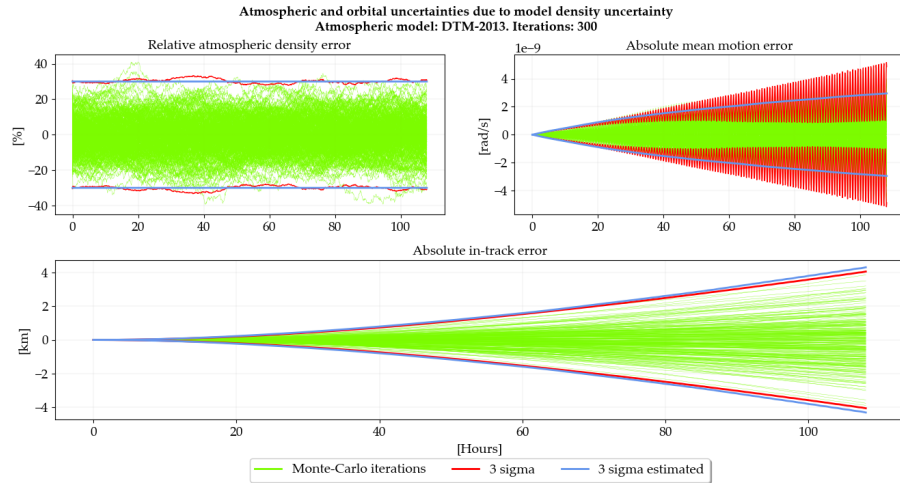 Atmospheric and orbital uncertainties due to model density uncertainty
Atmospheric model: DTM-2013. Iterations: 300
Relative atmospheric density error
[%]
40
20
0
−20
−40
0 20 40 60 80 100
Absolute mean motion error
1e−9
[rad/s]
4
2
0
−2
−4
0 20 40 60 80 100
Absolute in-track error
[km]
4
2
0
−2
−4
0 20 40 60 80 100
[Hours]
Monte-Carlo iterations 3 sigma 3 sigma estimated